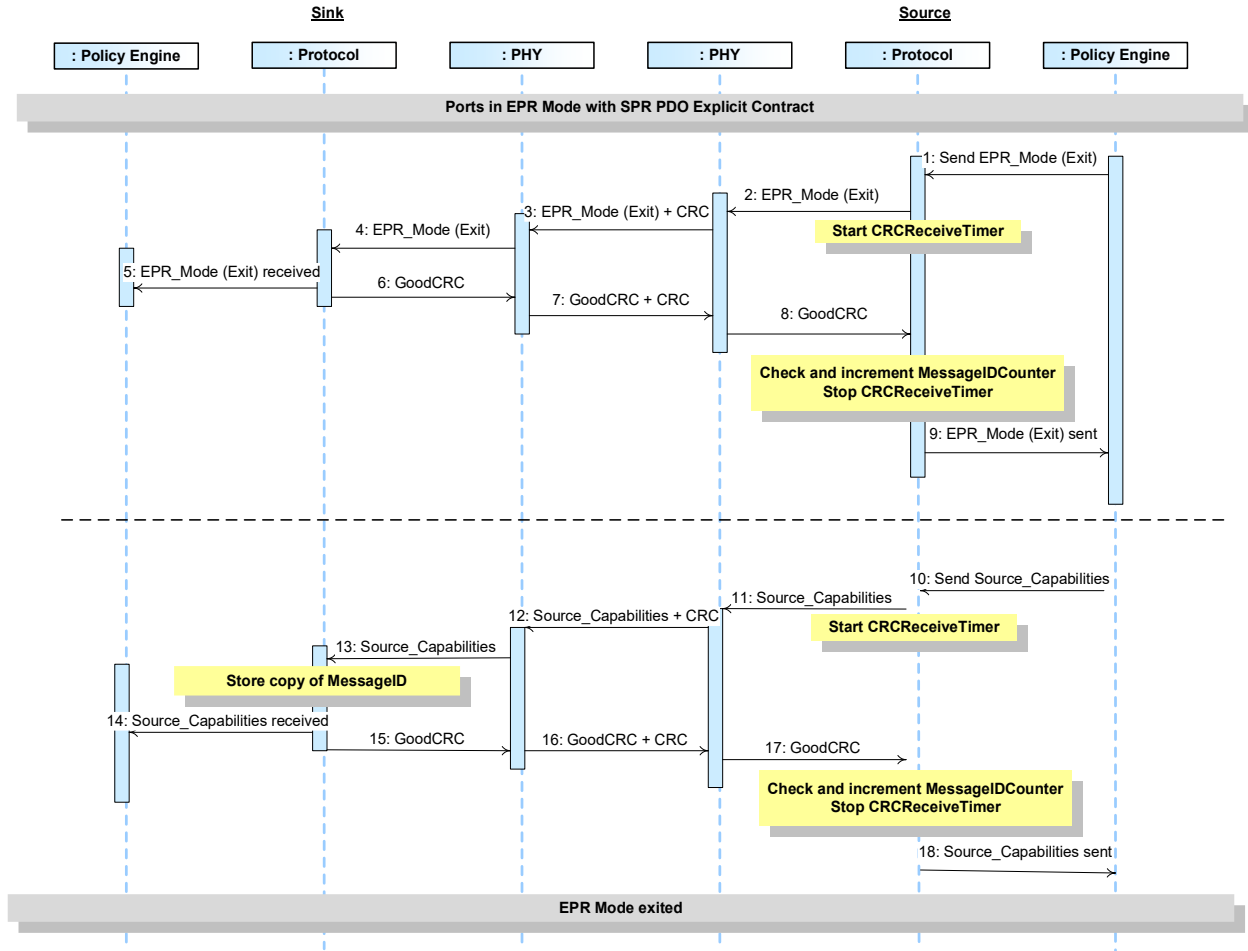 Sink
Source
: Policy Engine
: Protocol
: PHY
: PHY
: Protocol
: Policy Engine
Ports in EPR Mode with SPR PDO Explicit Contract
1: Send EPR_Mode (Exit)
2: EPR_Mode (Exit)
3: EPR_Mode (Exit) + CRC
Start CRCReceiveTimer
4: EPR_Mode (Exit)
5: EPR_Mode (Exit) received
6: GoodCRC
7: GoodCRC + CRC
8: GoodCRC
Check and increment MessageIDCounter
Stop CRCReceiveTimer
9: EPR_Mode (Exit) sent
10: Send Source_Capabilities
11: Source_Capabilities
12: Source_Capabilities + CRC
Start CRCReceiveTimer
13: Source_Capabilities
Store copy of MessageID
14: Source_Capabilities received
15: GoodCRC
16: GoodCRC + CRC
17: GoodCRC
Check and increment MessageIDCounter
Stop CRCReceiveTimer
18: Source_Capabilities sent
EPR Mode exited